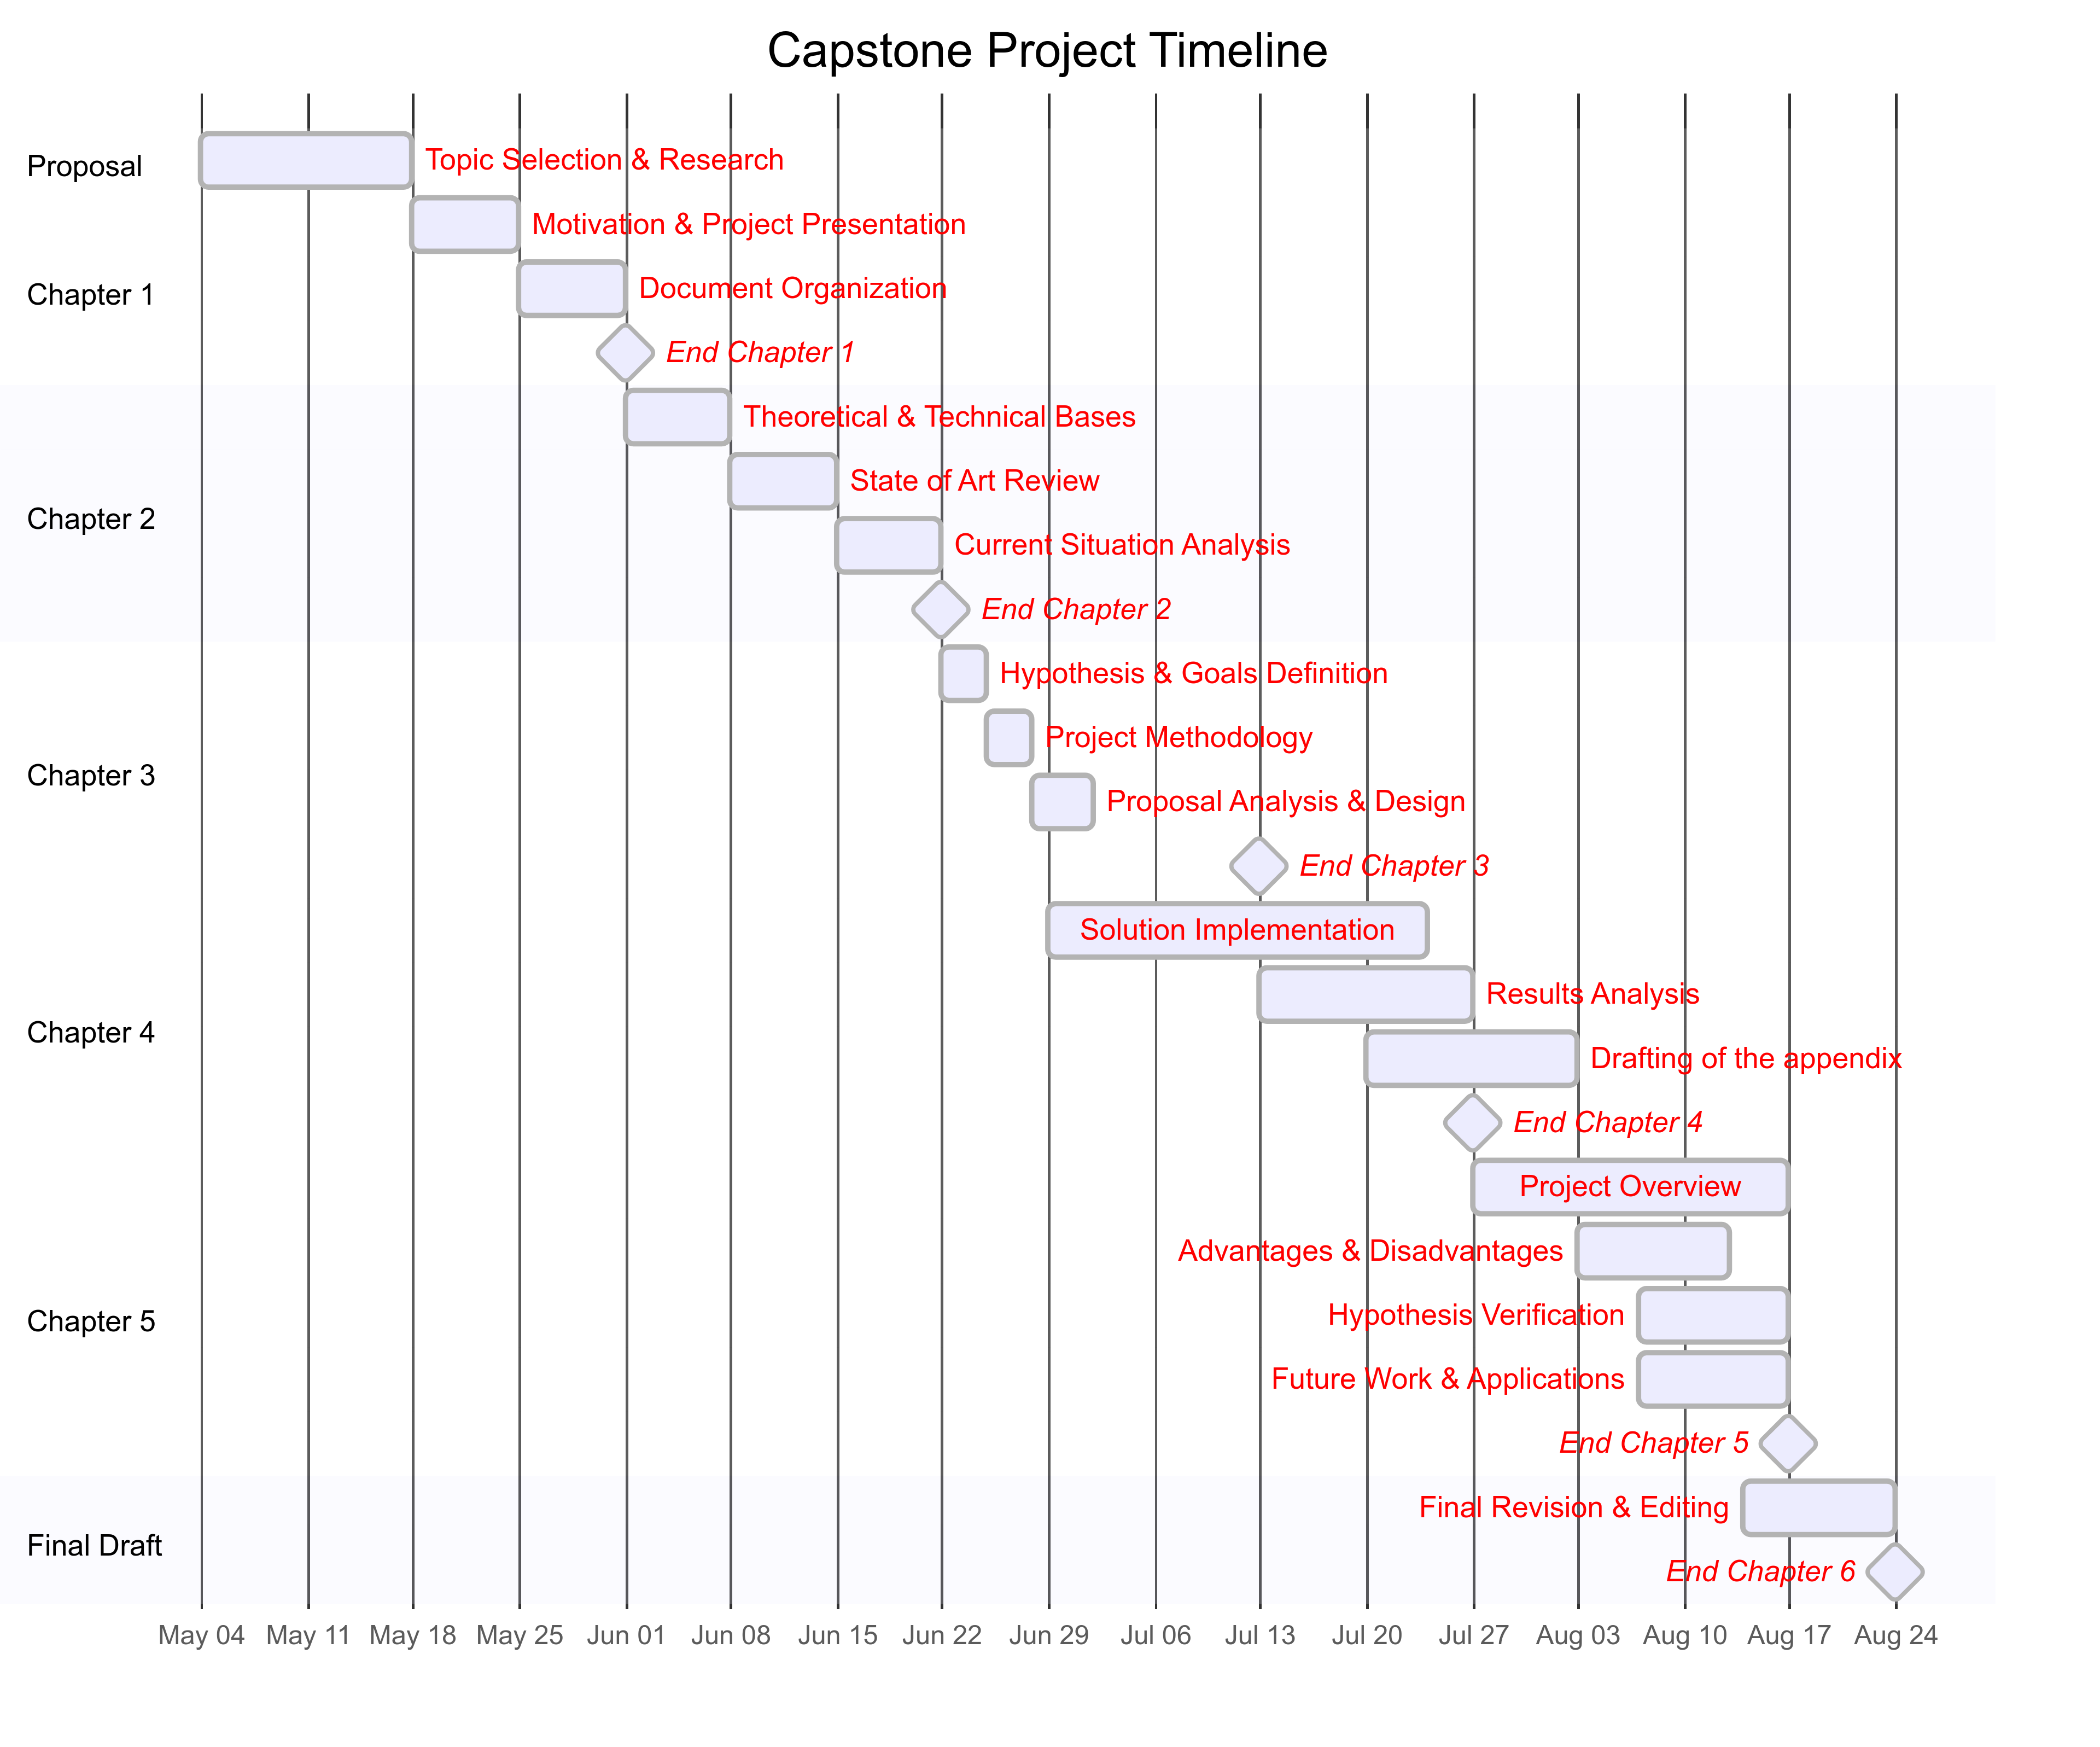 Capstone Project Timeline
Proposal
Topic Selection & Research
Motivation & Project Presentation
Chapter 1
Document Organization
End Chapter 1
Theoretical & Technical Bases
State of Art Review
Chapter 2
Current Situation Analysis
End Chapter 2
Hypothesis & Goals Definition
Project Methodology
Chapter 3
Proposal Analysis & Design
End Chapter 3
Solution Implementation
Results Analysis
Chapter 4
Drafting of the appendix
End Chapter 4
Project Overview
Advantages & Disadvantages
Chapter 5
Hypothesis Verification
Future Work & Applications
End Chapter 5
Final Revision & Editing
Final Draft
End Chapter 6
May 04 May 11 May 18 May 25 Jun 01 Jun 08 Jun 15 Jun 22 Jun 29 Jul 06 Jul 13 Jul 20 Jul 27 Aug 03 Aug 10 Aug 17 Aug 24